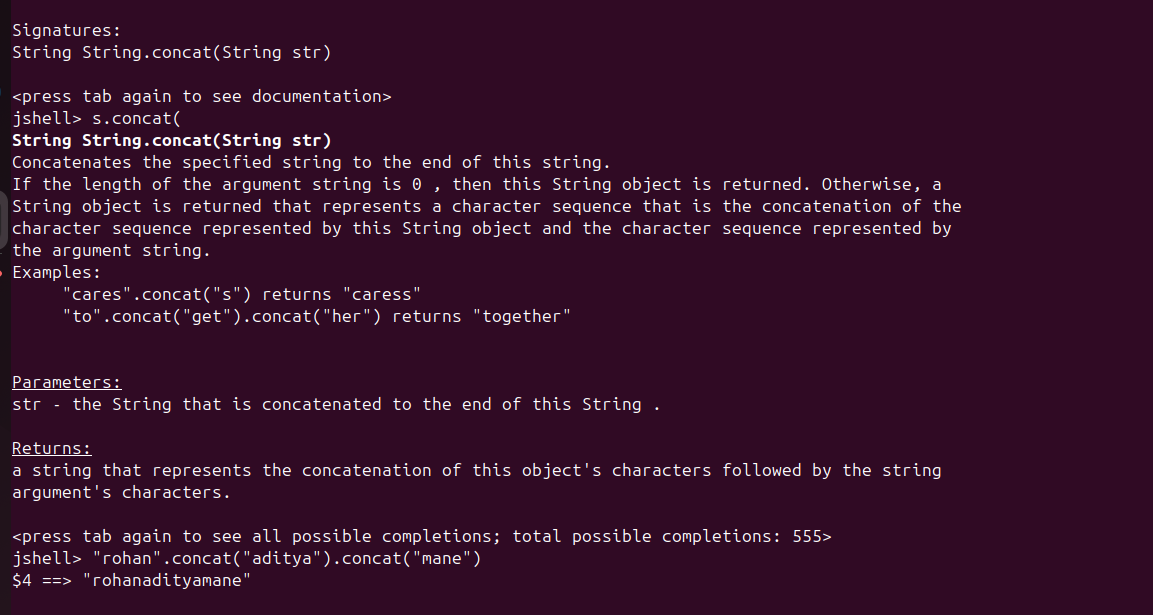 Signatures:
String String.concat(String str)
<press tab again to see documentation>
jshell> s.concat(
String String.concat(String str)
Concatenates the specified string to the end of this string.
If the length of the argument string is 0 , then this String object is returned. Otherwise, a
String object is returned that represents a character sequence that is the concatenation of the
character sequence represented by this String object and the character sequence represented by
the argument string.
Examples:
"cares".concat("s") returns "caress"
"to".concat("get").concat("her") returns "together"
Parameters:
str - the String that is concatenated to the end of this String .
Returns:
a string that represents the concatenation of this object's characters followed by the string
argument's characters.
<press tab again to see all possible completions; total possible completions: 555>
jshell> "rohan".concat("aditya").concat("mane")
$4 ==> "rohanadityamane"